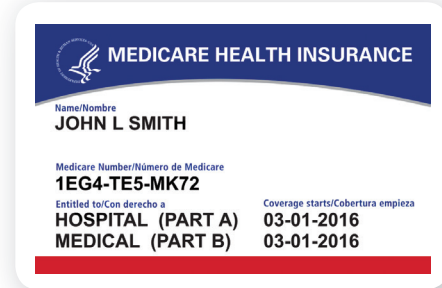 MEDICARE HEALTH INSURANCE
Name/Nombre
JOHN L SMITH
Medicare Number/Número de Medicare
1EG4-TE5-MK72
Entitled to/Con derecho a Coverage starts/Cobertura empieza
HOSPITAL (PART A) 03-01-2016
MEDICAL (PART B) 03-01-2016